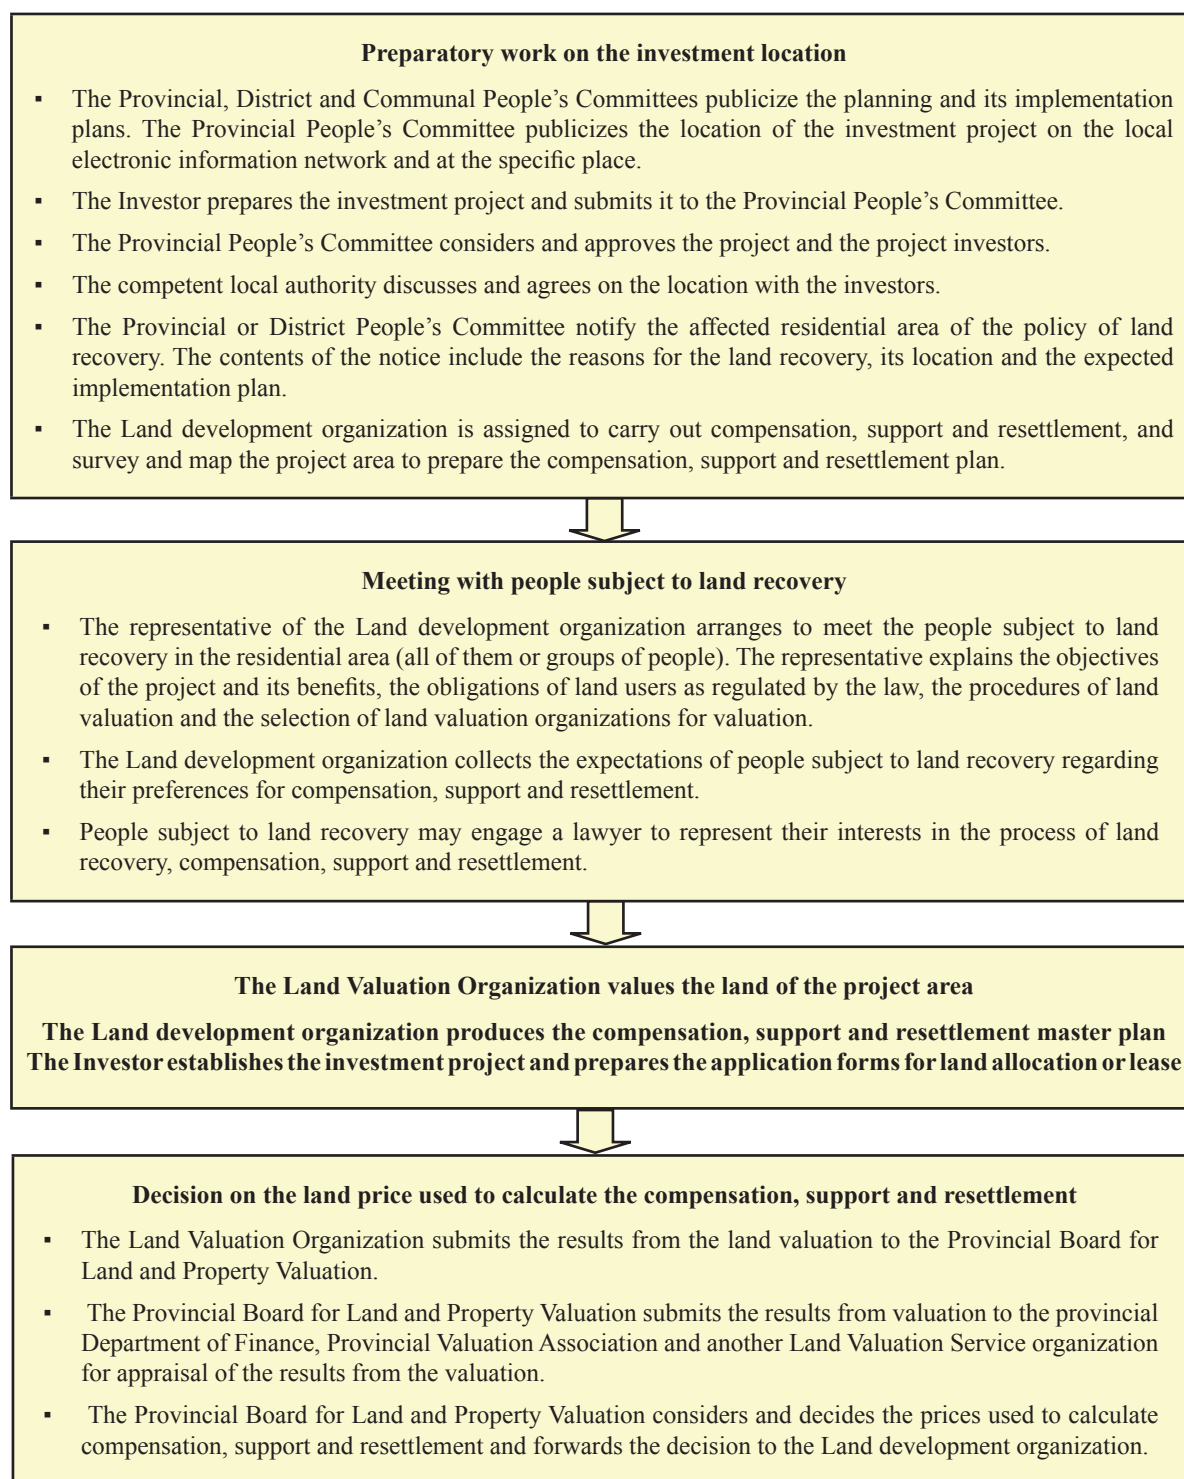 Preparatory work on the investment location
▪ The Provincial, District and Communal People’s Committees publicize the planning and its implementation
plans. The Provincial People’s Committee publicizes the location of the investment project on the local
electronic information network and at the specific place.
▪ The Investor prepares the investment project and submits it to the Provincial People’s Committee.
▪ The Provincial People’s Committee considers and approves the project and the project investors.
▪ The competent local authority discusses and agrees on the location with the investors.
▪ The Provincial or District People’s Committee notify the affected residential area of the policy of land
recovery. The contents of the notice include the reasons for the land recovery, its location and the expected
implementation plan.
▪ The Land development organization is assigned to carry out compensation, support and resettlement, and
survey and map the project area to prepare the compensation, support and resettlement plan.
Meeting with people subject to land recovery
▪ The representative of the Land development organization arranges to meet the people subject to land
recovery in the residential area (all of them or groups of people). The representative explains the objectives
of the project and its benefits, the obligations of land users as regulated by the law, the procedures of land
valuation and the selection of land valuation organizations for valuation.
▪ The Land development organization collects the expectations of people subject to land recovery regarding
their preferences for compensation, support and resettlement.
▪ People subject to land recovery may engage a lawyer to represent their interests in the process of land
recovery, compensation, support and resettlement.
The Land Valuation Organization values the land of the project area
The Land development organization produces the compensation, support and resettlement master plan
The Investor establishes the investment project and prepares the application forms for land allocation or lease
Decision on the land price used to calculate the compensation, support and resettlement
▪ The Land Valuation Organization submits the results from the land valuation to the Provincial Board for
Land and Property Valuation.
▪ The Provincial Board for Land and Property Valuation submits the results from valuation to the provincial
Department of Finance, Provincial Valuation Association and another Land Valuation Service organization
for appraisal of the results from the valuation.
▪ The Provincial Board for Land and Property Valuation considers and decides the prices used to calculate
compensation, support and resettlement and forwards the decision to the Land development organization.